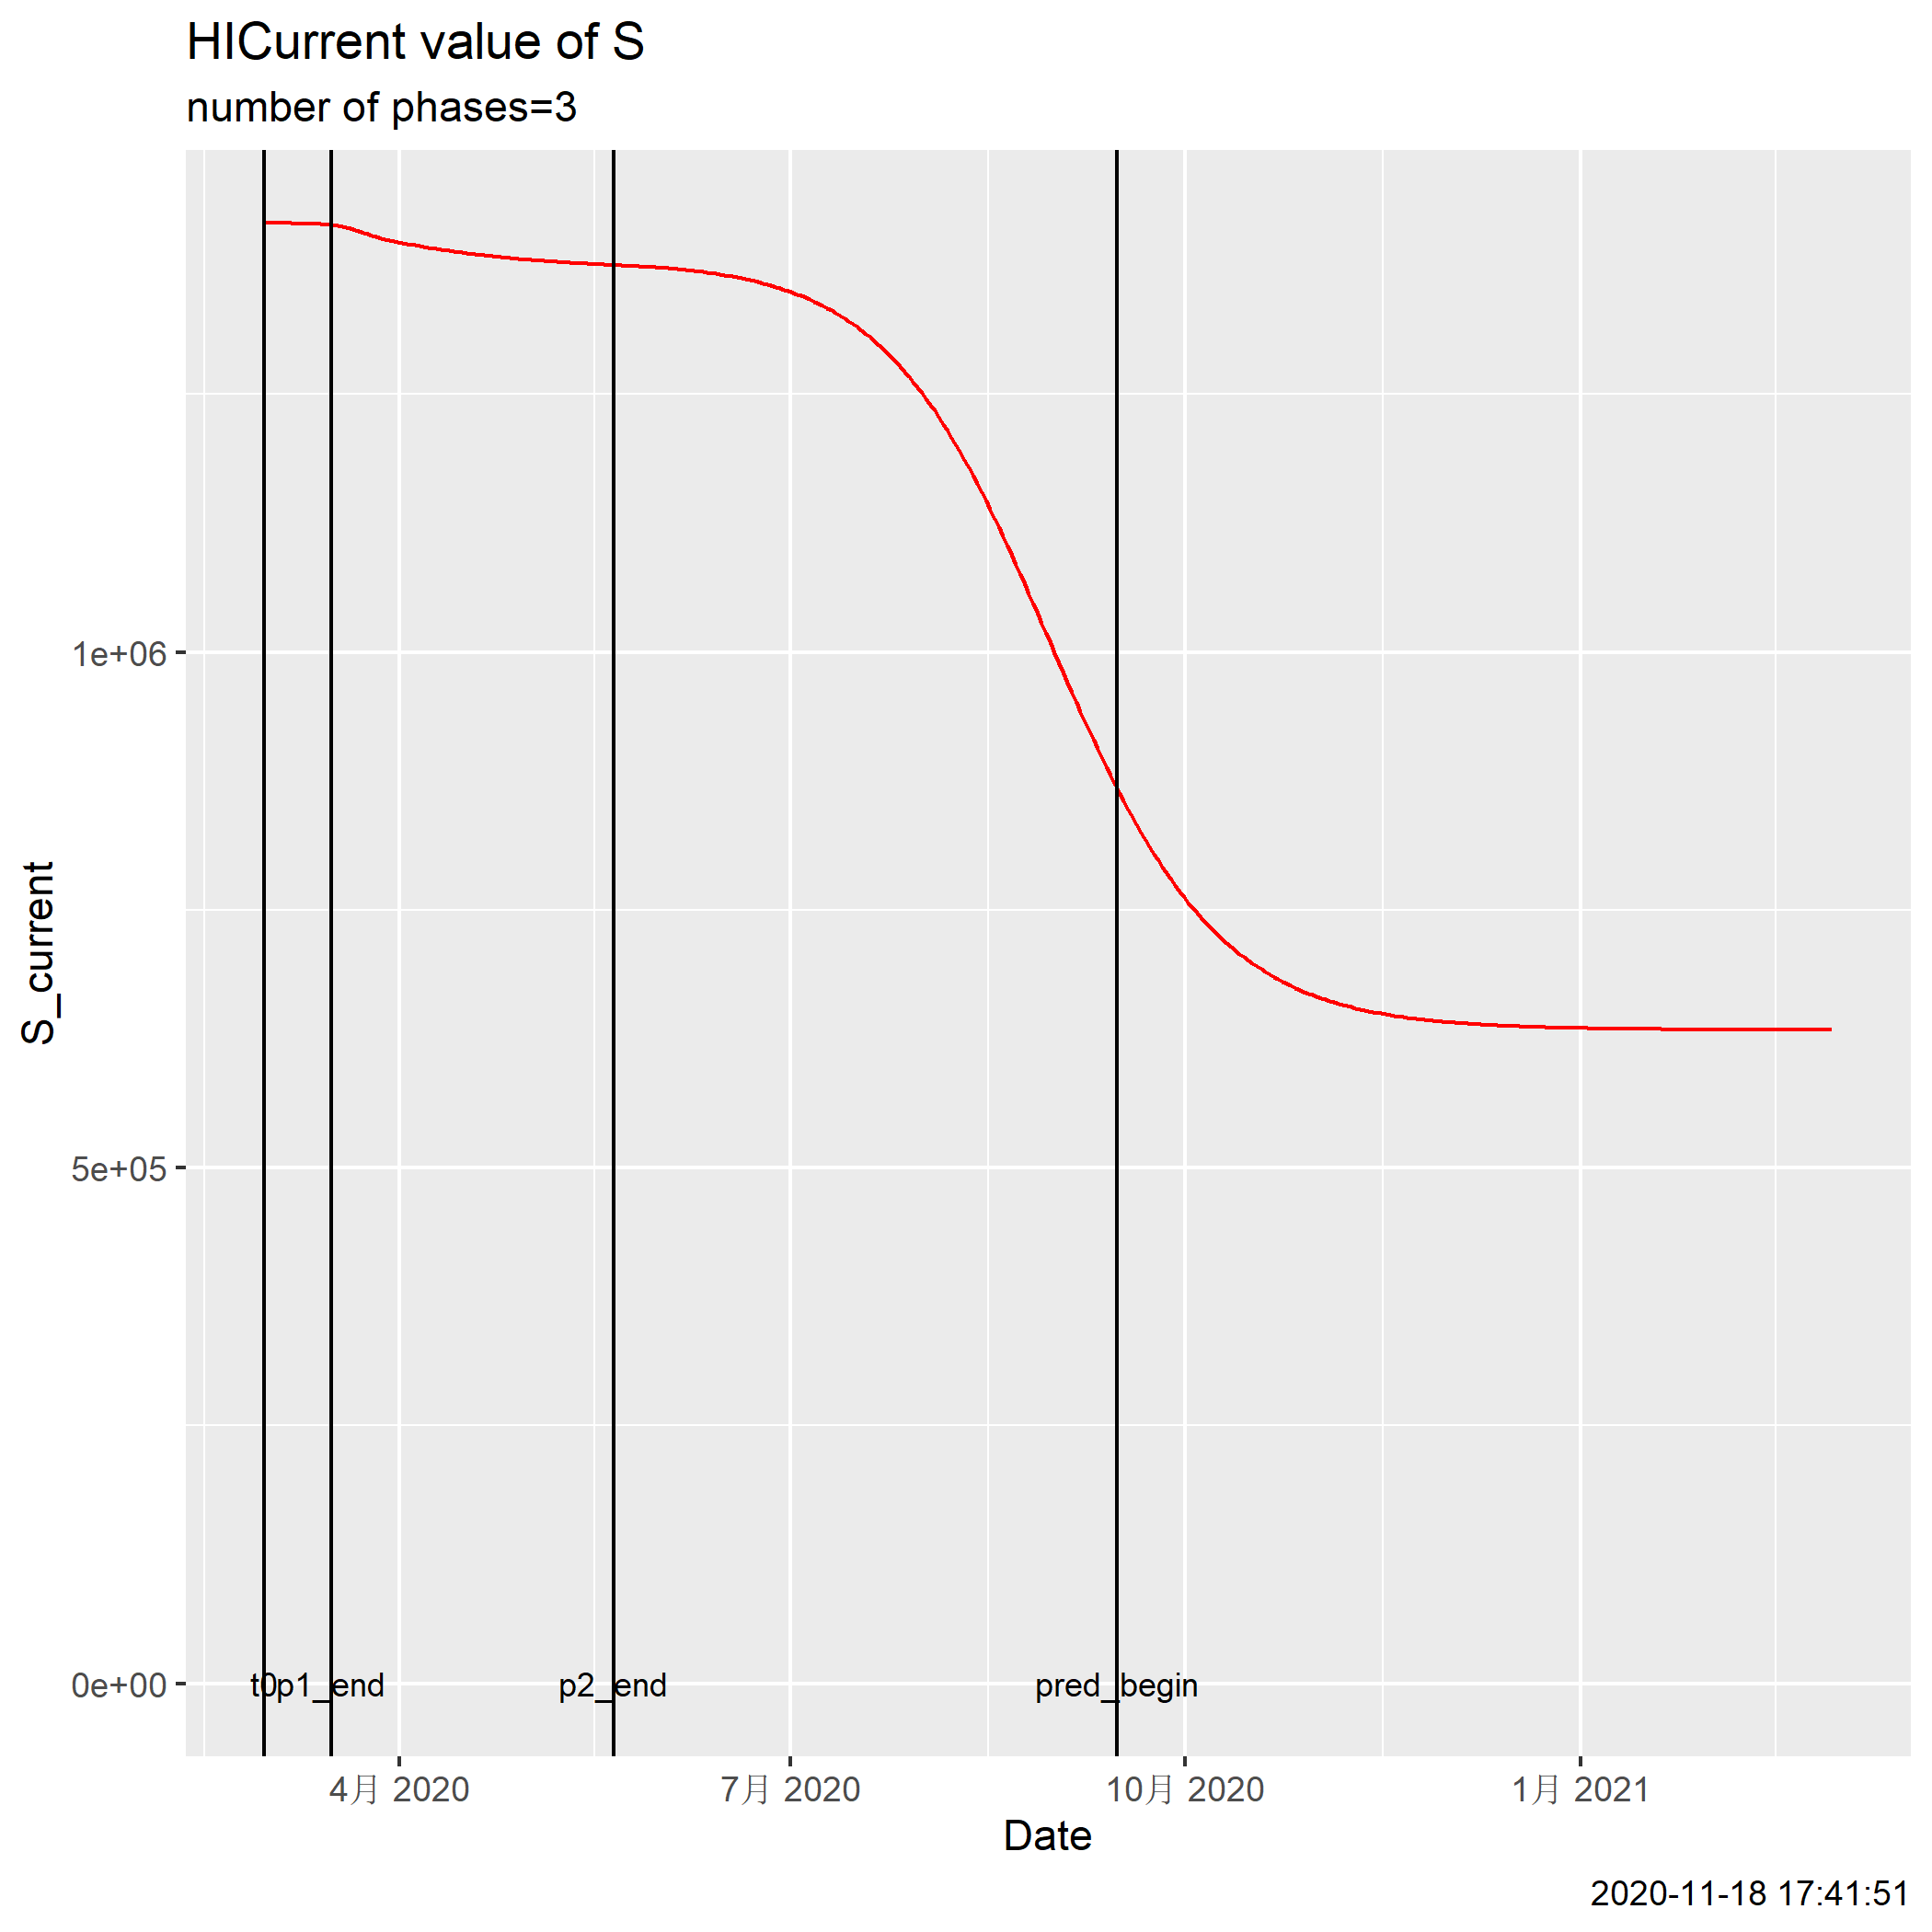 HICurrent value of S
number of phases=3
S_current
1e+06
5e+05
0e+00
t0p1_end
p2_end
pred_begin
4月 2020
7月 2020
10月 2020
1月 2021
Date
2020-11-18 17:41:51